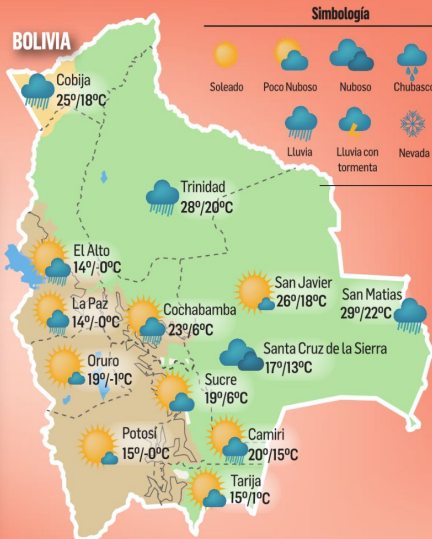 Simbología
BOLIVIA
Soleado
Poco Nuboso
Nuboso
Chubasco
Lluvia
Lluvia con
tormenta
Nevada
Cobija
25º/18ºC
Trinidad
28º/20ºC
El Alto
14º/-0ºC
La Paz
14º/-0ºC
Cochabamba
23º/6ºC
San Javier
26º/18ºC
San Matias
29º/22ºC
Oruro
19º/-1ºC
Santa Cruz de la Sierra
17º/13ºC
Sucre
19º/6ºC
Potosí
15º/-0ºC
Camiri
20º/15ºC
Tarija
15º/1ºC